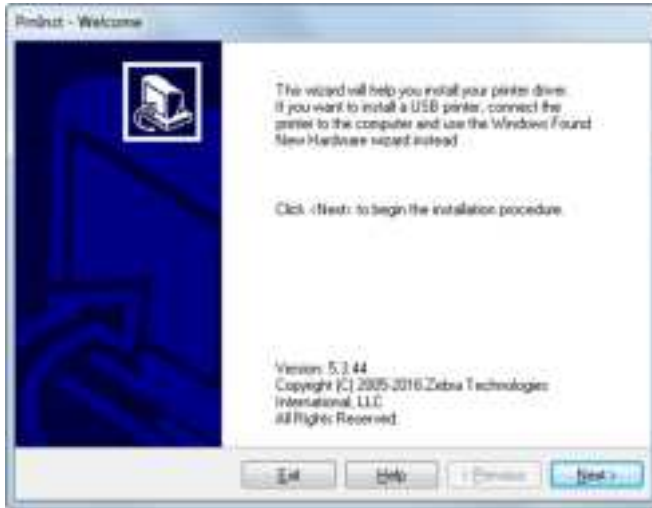 PrnInst - Welcome
This wizard will help you install your printer driver.
If you want to install a USB printer, connect the
printer to the computer and use the Windows Found
New Hardware wizard instead
Click <Next> to begin the installation procedure.
Version: 5.3.44
Copyright (C) 2005-2016 Zebra Technologies
International, LLC
All Rights Reserved.
Exit
Help
< Previous
Next >